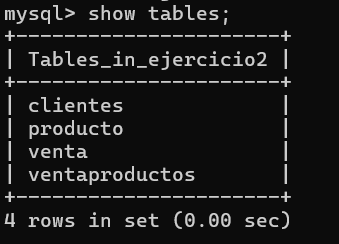 mysql> show tables;
+----------------------+
| Tables_in_ejercicio2 |
+----------------------+
| clientes             |
| producto             |
| venta                |
| ventaproductos       |
+----------------------+
4 rows in set (0.00 sec)